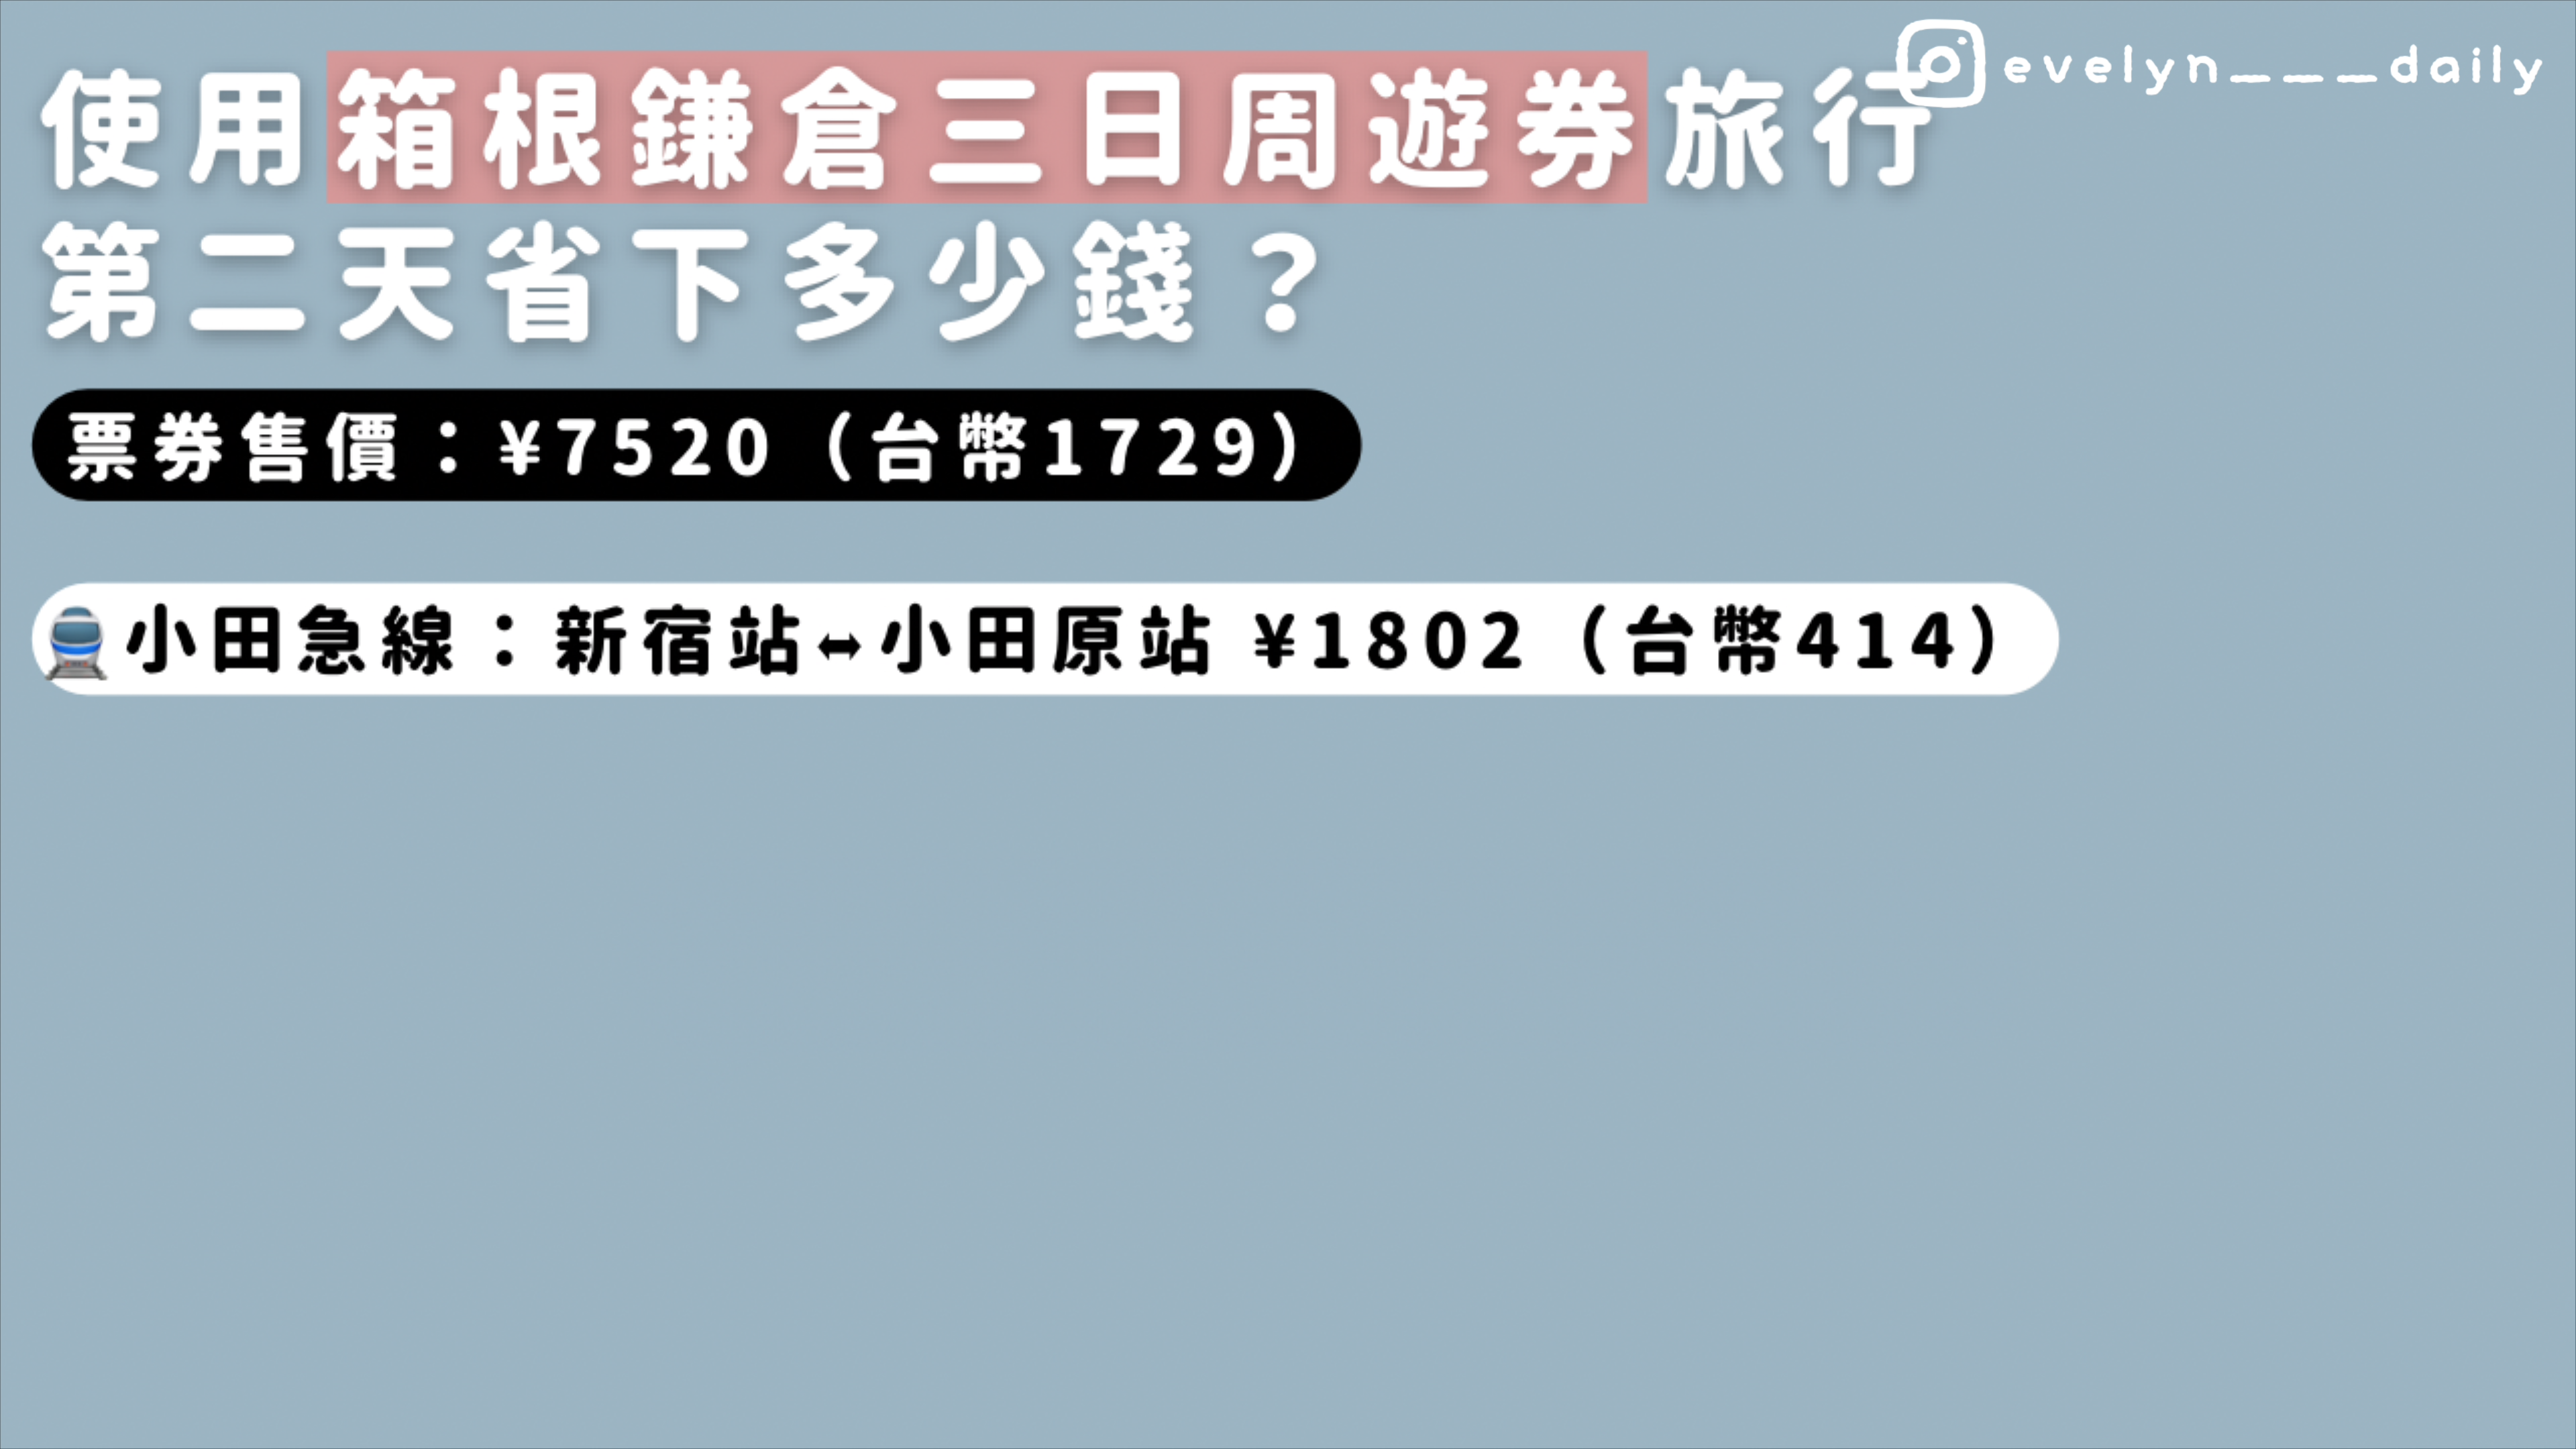 evelyn___daily
使用箱根鎌倉三日周遊券旅行
第二天省下多少錢？
票券售價：¥7520（台幣1729）
小田急線：新宿站↔小田原站 ¥1802（台幣414）